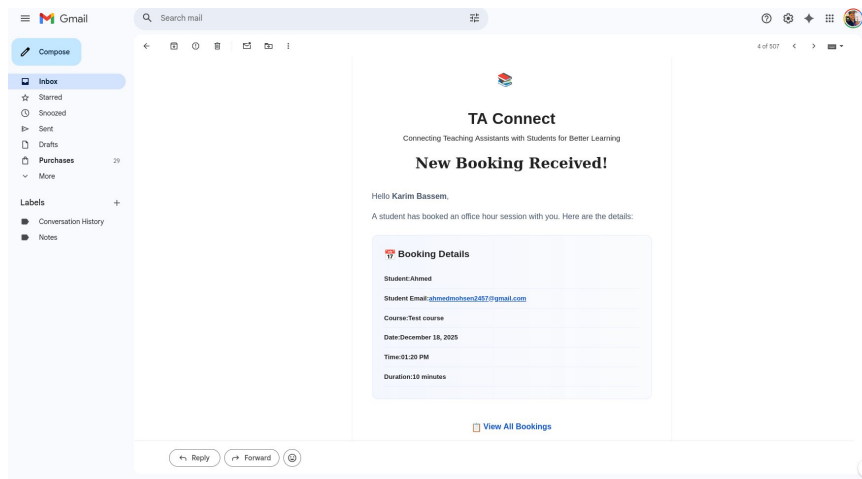 Gmail
Search mail
Compose
4 of 507
Inbox
Starred
Snoozed
Sent
Drafts
Purchases 29
More
Labels
Conversation History
Notes
TA Connect
Connecting Teaching Assistants with Students for Better Learning
New Booking Received!
Hello Karim Bassem,
A student has booked an office hour session with you. Here are the details:
Booking Details
Student:Ahmed
Student Email:ahmedmohsen2457@gmail.com
Course:Test course
Date:December 18, 2025
Time:01:20 PM
Duration:10 minutes
View All Bookings
Reply
Forward